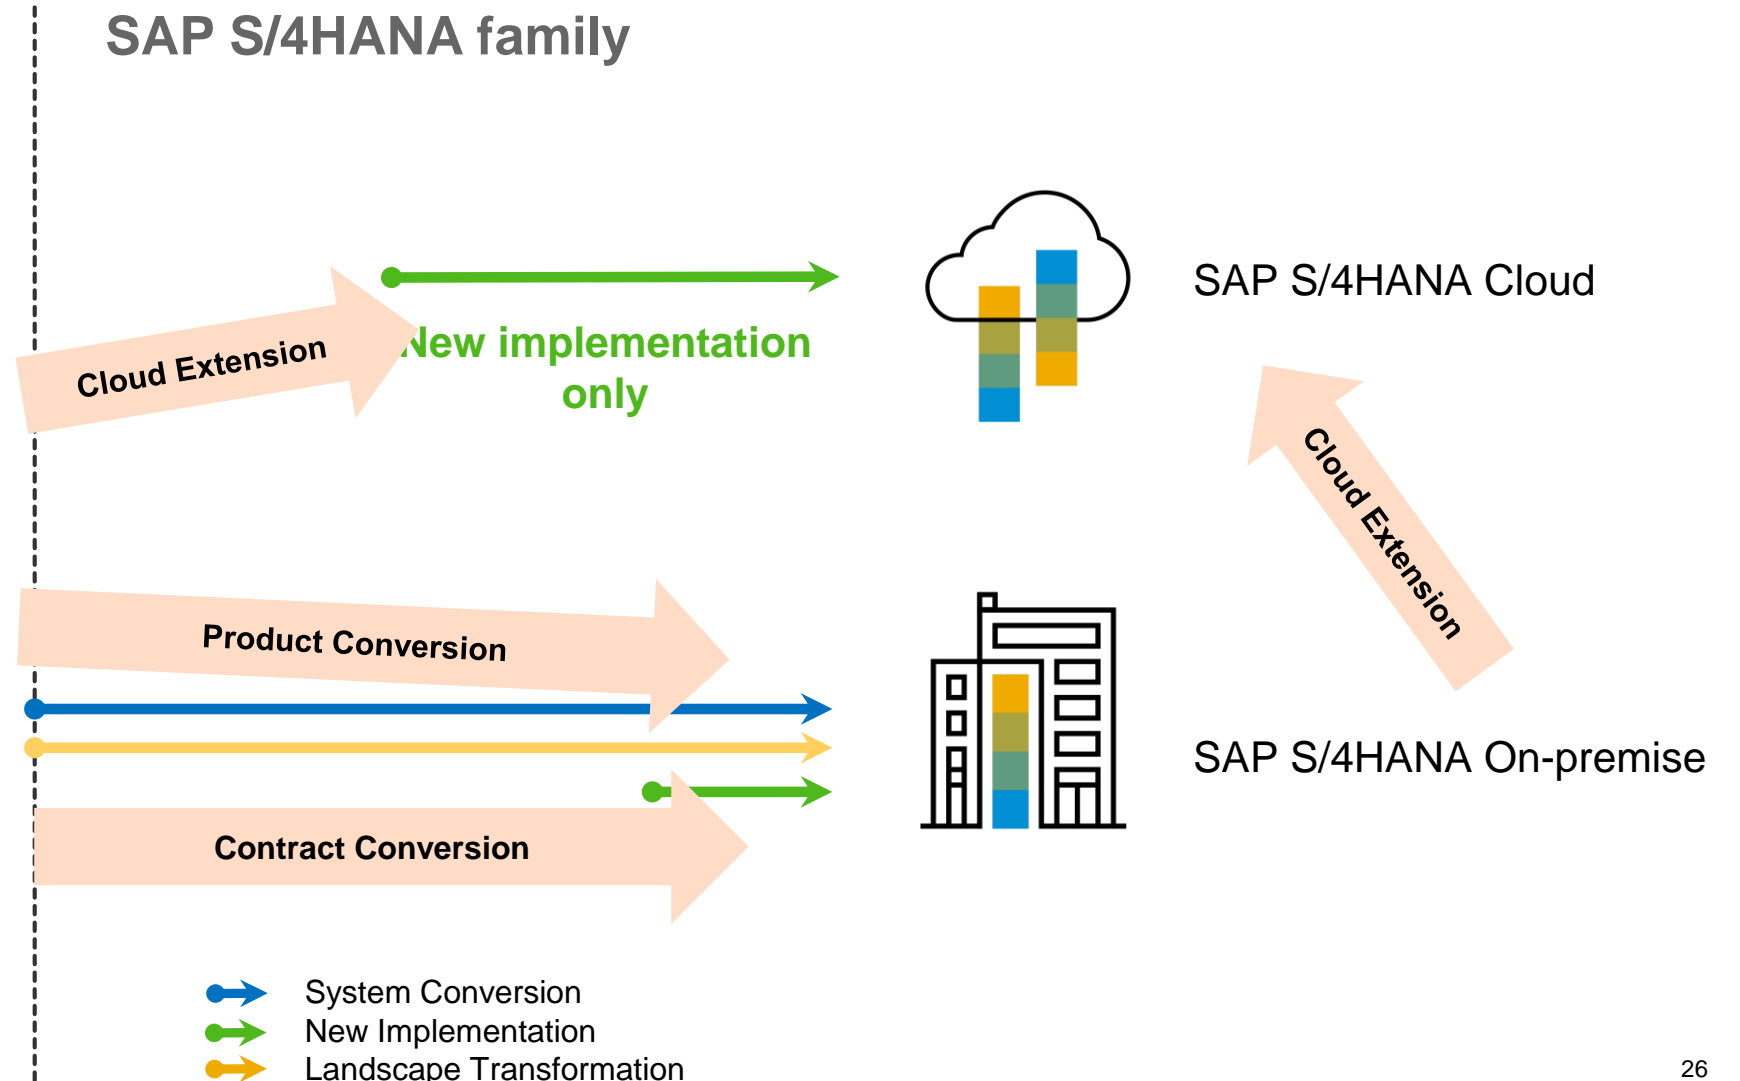 SAP S/4HANA family
SAP S/4HANA Cloud
Cloud Extension
New implementation
only
Cloud Extension
Product Conversion
SAP S/4HANA On-premise
Contract Conversion
System Conversion
New Implementation
Landscape Transformation
26